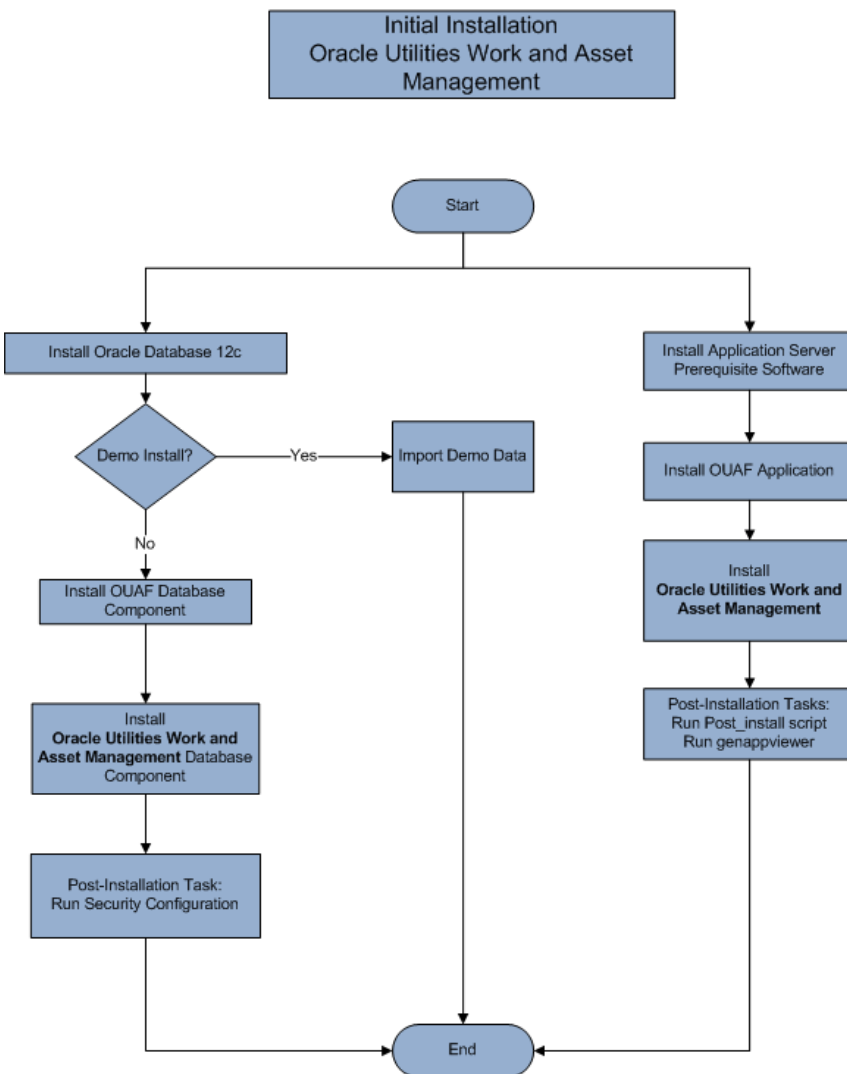 Initial Installation
Oracle Utilities Work and Asset
Management
Start
Install Oracle Database 12c
Install Application Server
Prerequisite Software
Demo Install?
Yes
Import Demo Data
Install OUAF Application
No
Install
Oracle Utilities Work and
Asset Management
Install OUAF Database
Component
Install
Oracle Utilities Work and
Asset Management Database
Component
Post-Installation Tasks:
Run Post_install script
Run genappviewer
Post-Installation Task:
Run Security Configuration
End